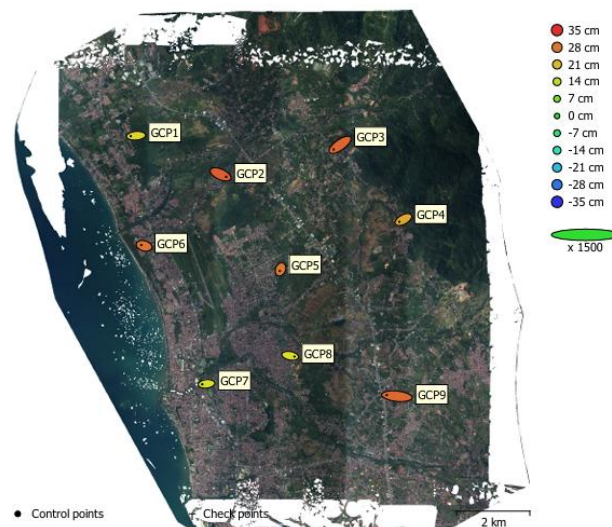 35 cm
28 cm
21 cm
14 cm
7 cm
0 cm
-7 cm
-14 cm
-21 cm
-28 cm
-35 cm
x 1500
GCP1
GCP3
GCP2
GCP4
GCP6
GCP5
GCP8
GCP7
GCP9
Control points
Check points
2 km